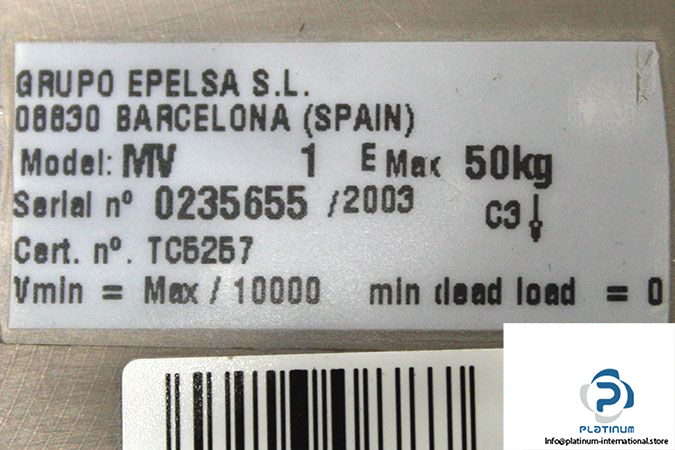 GRUPO EPELSA S.L.
08830 BARCELONA (SPAIN)
Model: MV 1 E Max 50kg
Serial nº 0235655 /2003 C3
Cert. nº.
Vmin = Max / 10000 min dead load = 0
PLATINUM
Info@platinum-international.store